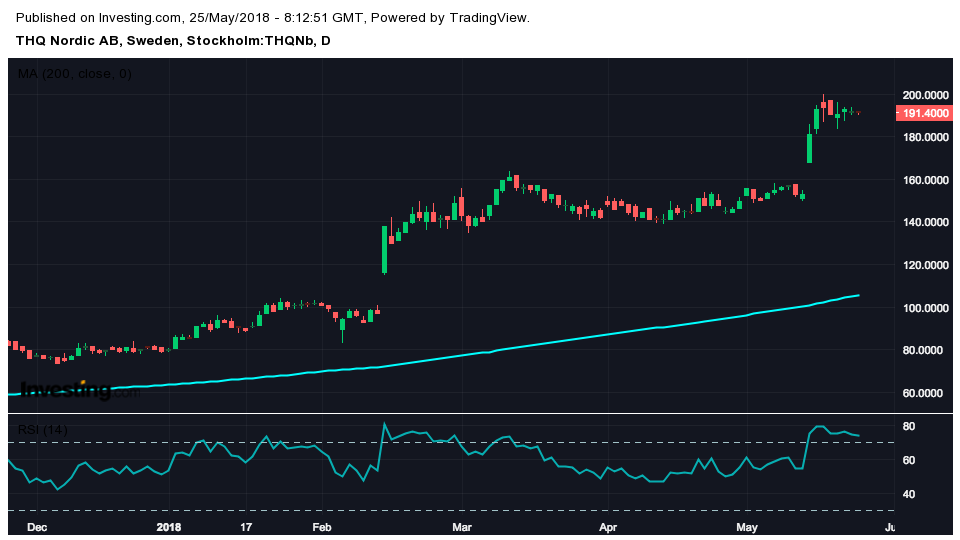 Published on Investing.com, 25/May/2018 - 8:12:51 GMT, Powered by TradingView.
THQ Nordic AB, Sweden, Stockholm:THQNb, D
MA (200, close, 0)
200.0000
191.4000
180.0000
160.0000
140.0000
120.0000
100.0000
80.0000
60.0000
Investing.com
RSI (14)
80
60
40
Dec 2018 17 Feb Mar Apr May Ju